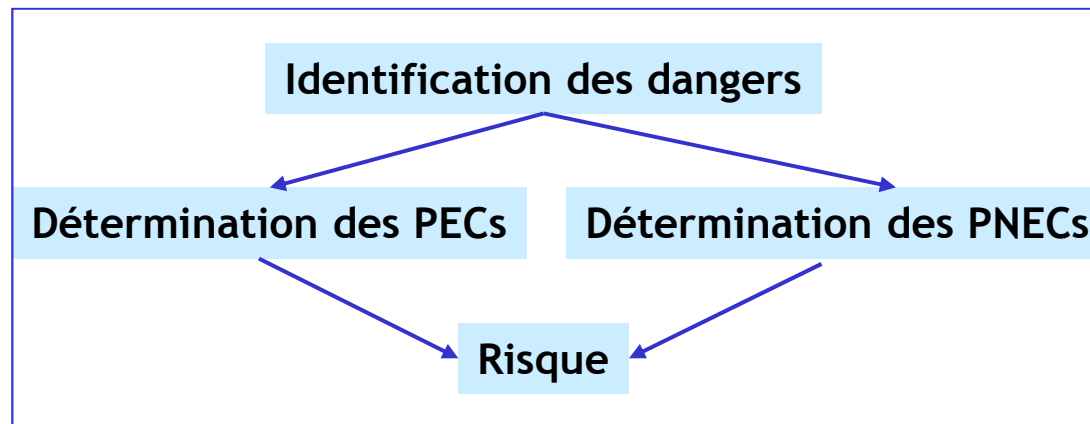 Identification des dangers
Détermination des PECs
Détermination des PNECs
Risque